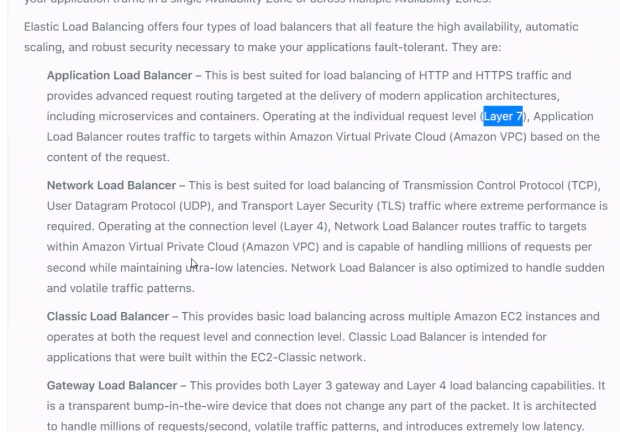 your application traffic in a single Availability Zone or across multiple Availability Zones.
Elastic Load Balancing offers four types of load balancers that all feature the high availability, automatic
scaling, and robust security necessary to make your applications fault-tolerant. They are:
Application Load Balancer – This is best suited for load balancing of HTTP and HTTPS traffic and
provides advanced request routing targeted at the delivery of modern application architectures,
including microservices and containers. Operating at the individual request level (Layer 7), Application
Load Balancer routes traffic to targets within Amazon Virtual Private Cloud (Amazon VPC) based on the
content of the request.
Network Load Balancer – This is best suited for load balancing of Transmission Control Protocol (TCP),
User Datagram Protocol (UDP), and Transport Layer Security (TLS) traffic where extreme performance is
required. Operating at the connection level (Layer 4), Network Load Balancer routes traffic to targets
within Amazon Virtual Private Cloud (Amazon VPC) and is capable of handling millions of requests per
second while maintaining ultra-low latencies. Network Load Balancer is also optimized to handle sudden
and volatile traffic patterns.
Classic Load Balancer – This provides basic load balancing across multiple Amazon EC2 instances and
operates at both the request level and connection level. Classic Load Balancer is intended for
applications that were built within the EC2-Classic network.
Gateway Load Balancer – This provides both Layer 3 gateway and Layer 4 load balancing capabilities. It
is a transparent bump-in-the-wire device that does not change any part of the packet. It is architected
to handle millions of requests/second, volatile traffic patterns, and introduces extremely low latency.